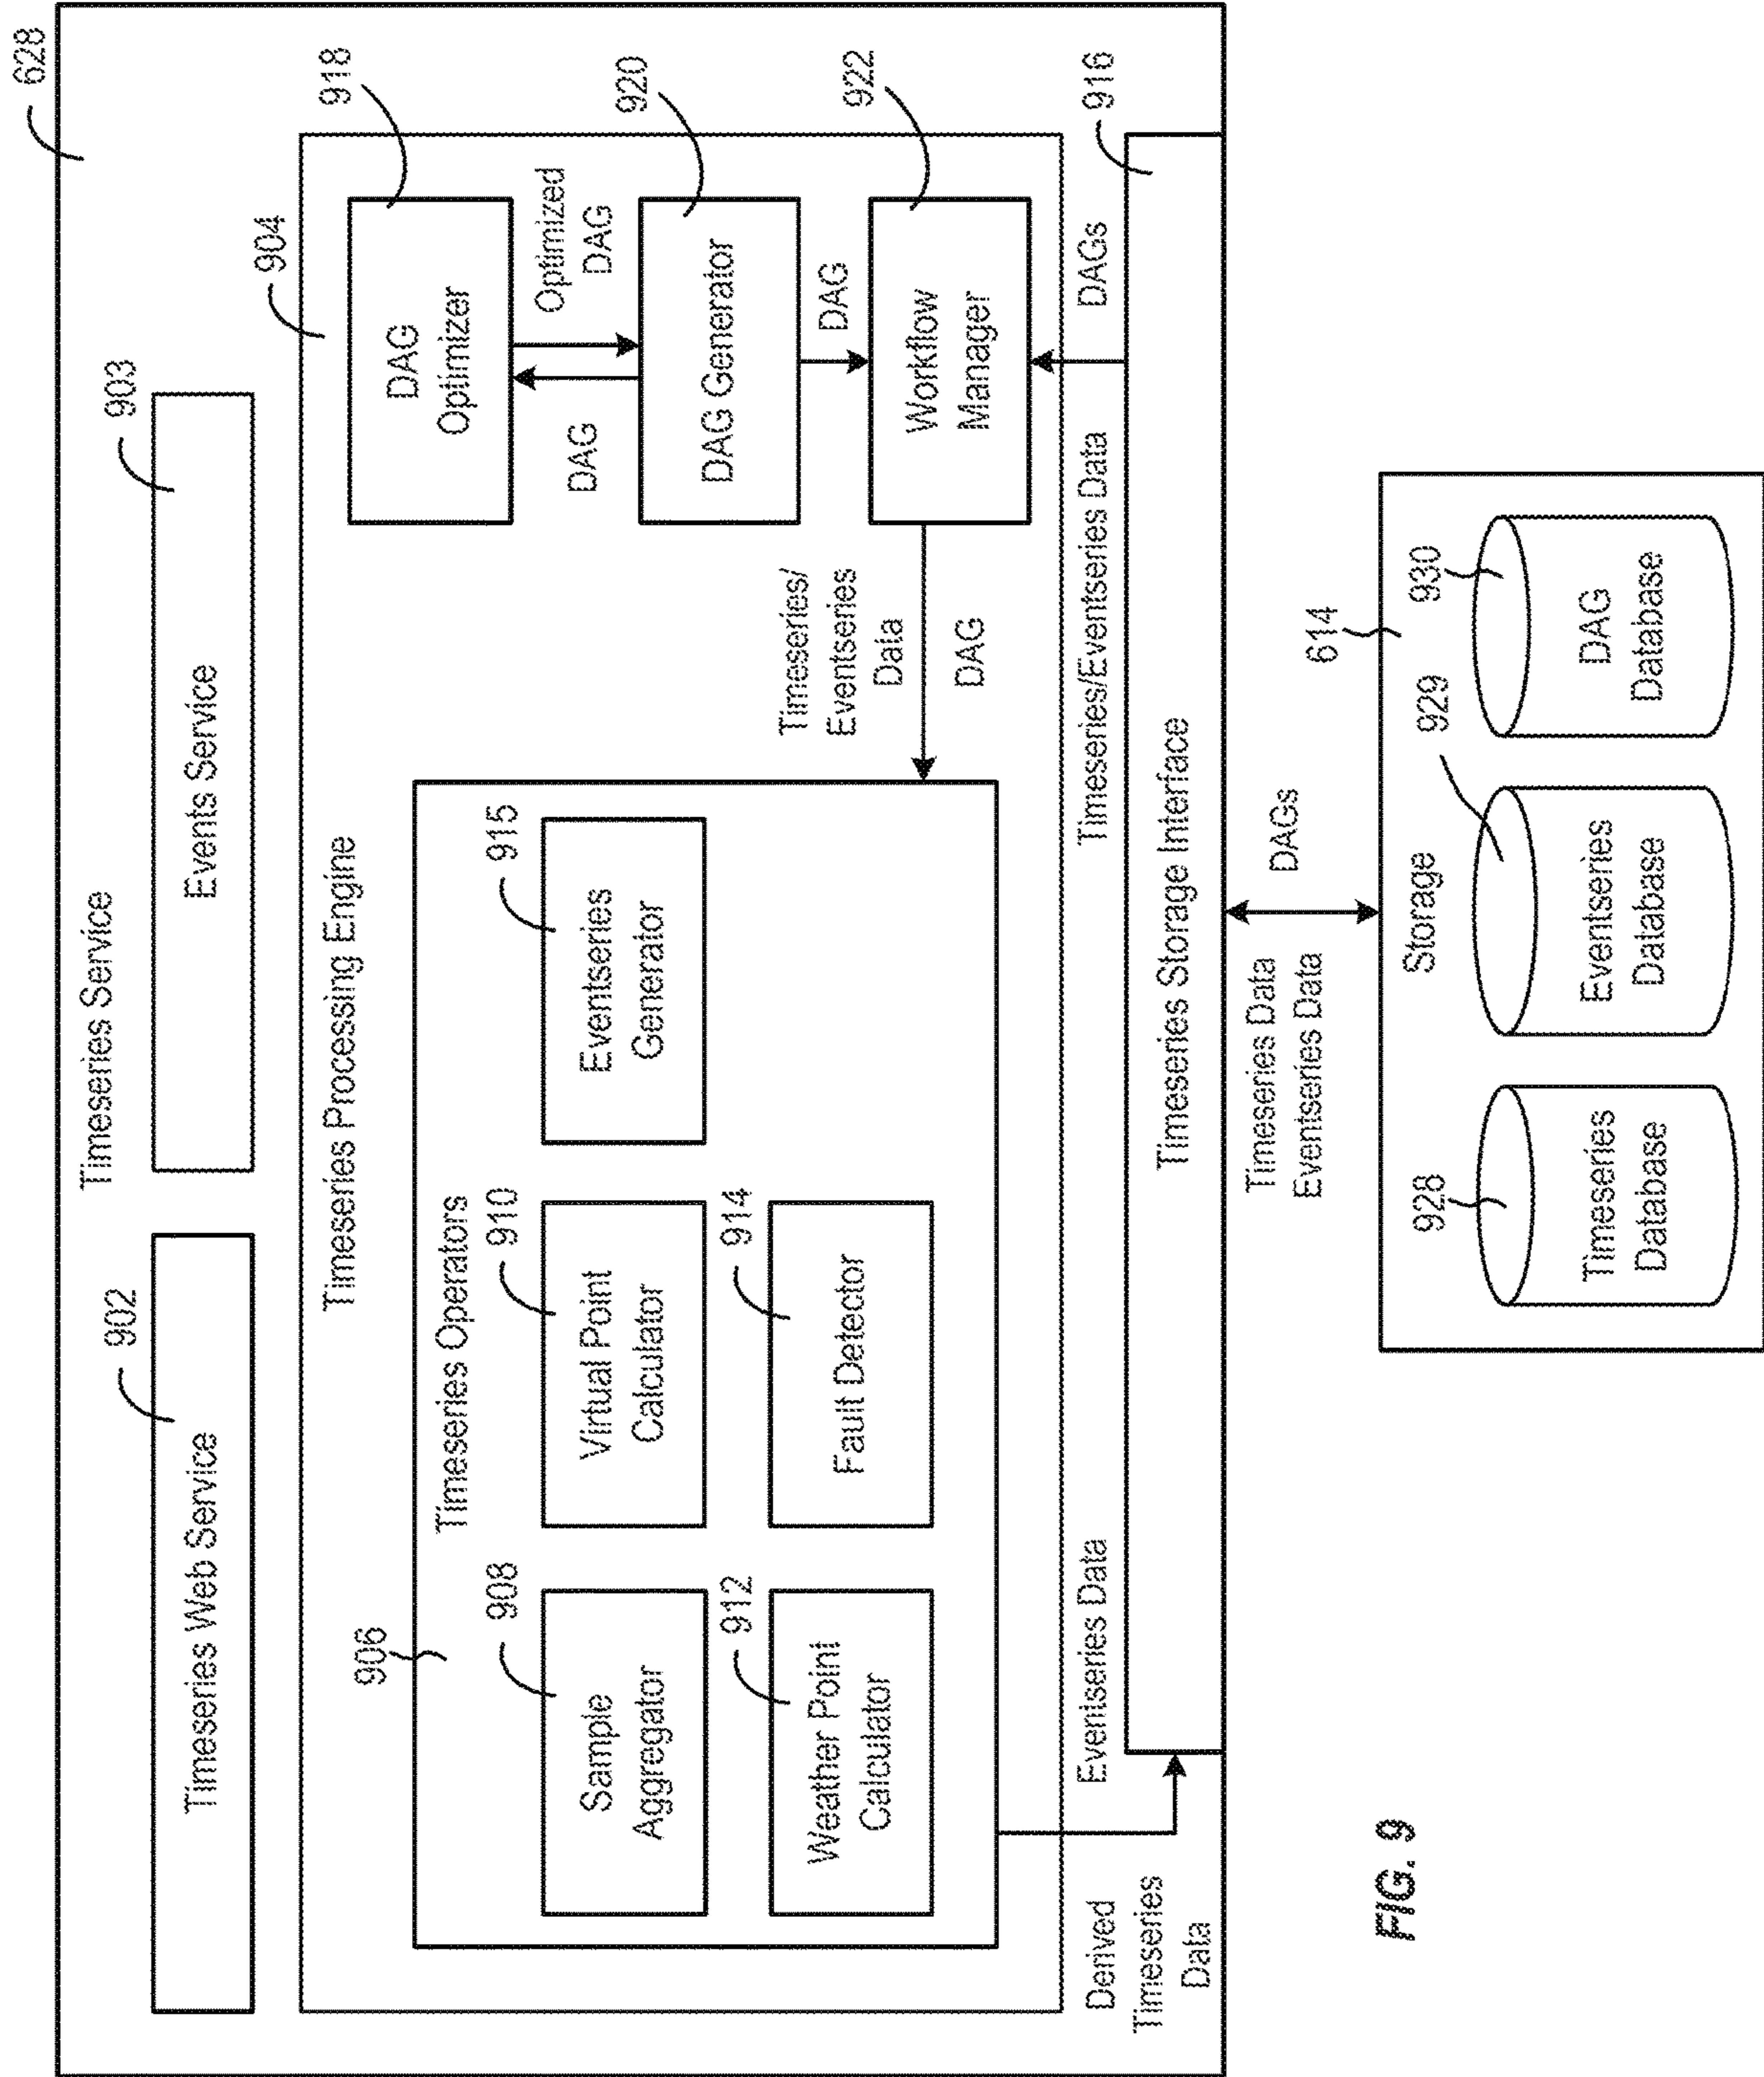 628
Timeseries Service
902
Timeseries Web Service
903
Events Service
904
Timeseries Processing Engine
906
Timeseries Operators
908
Sample
Aggregator
910
Virtual Point
Calculator
915
Eventseries
Generator
912
Weather Point
Calculator
914
Fault Detector
918
DAG
Optimizer
DAG
Optimized
DAG
920
DAG Generator
DAG
922
Workflow
Manager
Timeseries/
Eventseries
Data
DAG
Derived
Timeseries
Data
Eventseries Data
Timeseries/Eventseries Data
DAGs
916
Timeseries Storage Interface
Timeseries Data
Eventseries Data
DAGs
614
Storage
928
Timeseries
Database
929
Eventseries
Database
930
DAG
Database
FIG. 9